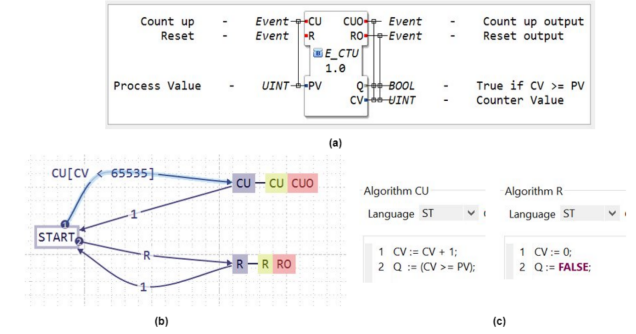 Count up - Event CU CUO Event - Count up output
Reset - Event R RO Event - Reset output
E_CTU
1.0
Process Value - UINT PV Q BOOL - True if CV >= PV
CV UINT - Counter Value
(a)
CU[CV < 65535]
CU CU CUO
1
1
START
2
R
R R RO
1
(b)
Algorithm CU
Language ST
1 CV := CV + 1;
2 Q := (CV >= PV);
Algorithm R
Language ST
1 CV := 0;
2 Q := FALSE;
(c)